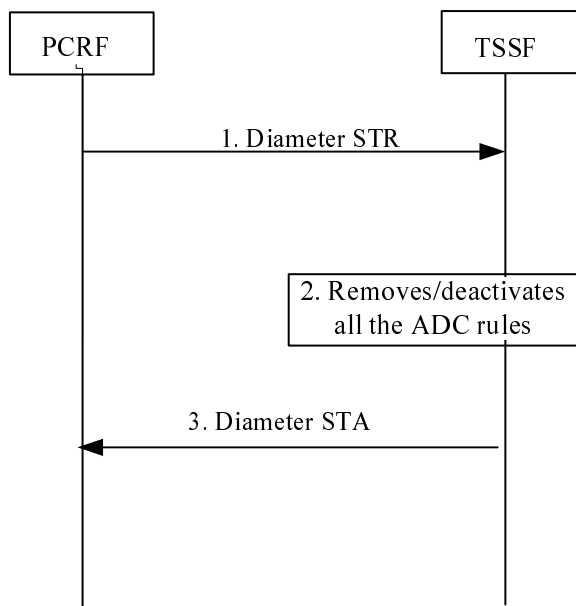 PCRF
TSSF
1. Diameter STR
2. Removes/deactivates
all the ADC rules
3. Diameter STA